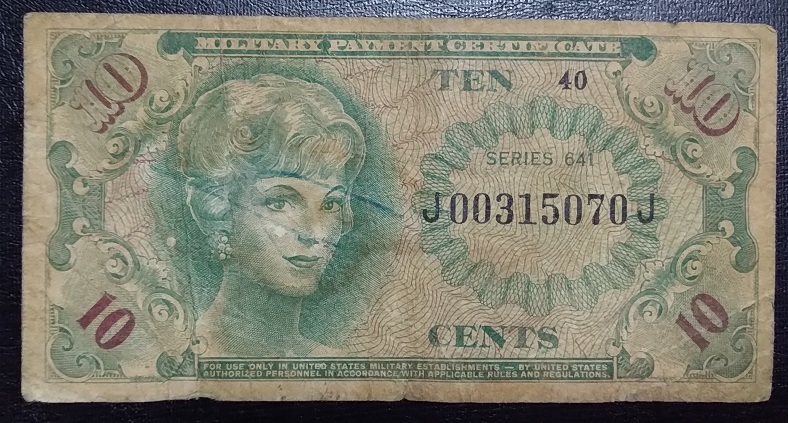 MILITARY PAYMENT CERTIFICATE
10
TEN 40
10
SERIES 641
J00315070J
10
CENTS
10
FOR USE ONLY IN UNITED STATES MILITARY ESTABLISHMENTS — BY UNITED STATES
AUTHORIZED PERSONNEL IN ACCORDANCE WITH APPLICABLE RULES AND REGULATIONS.